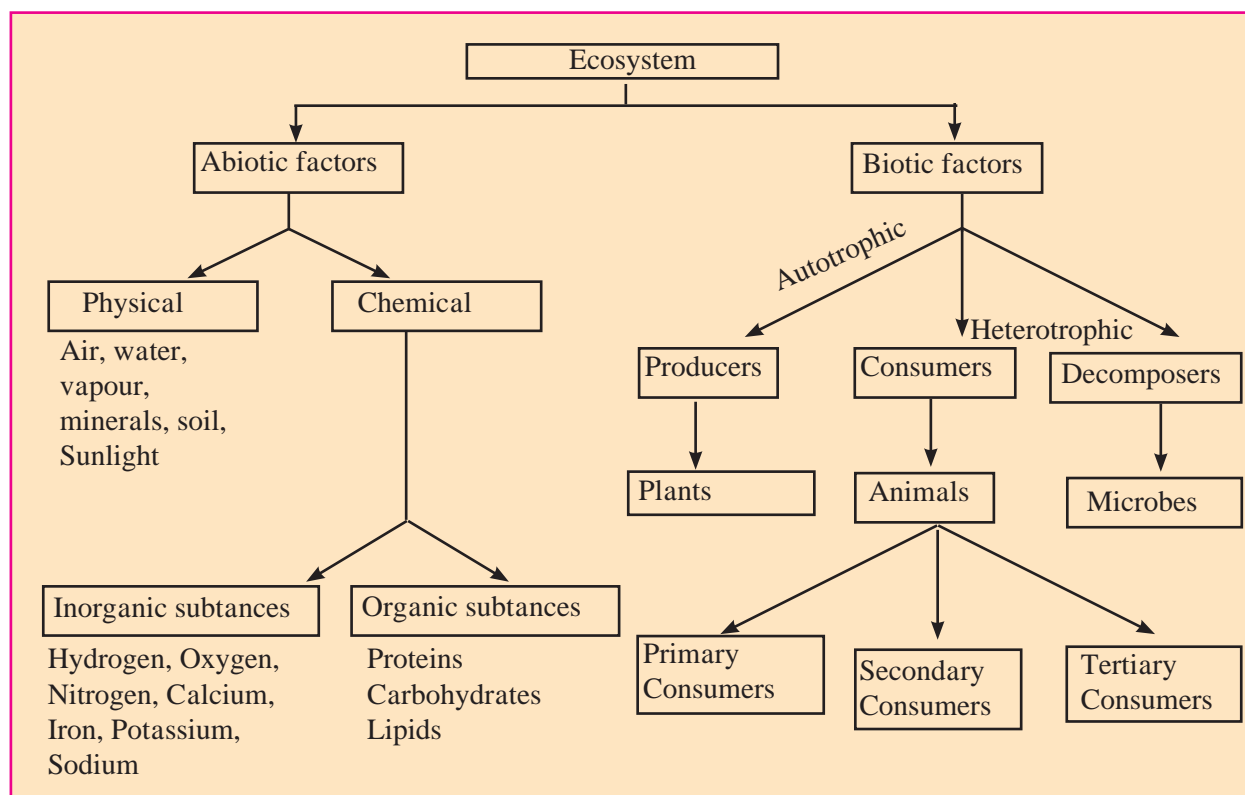 Ecosystem
Abiotic factors
Biotic factors
Autotrophic
Physical
Chemical
Heterotrophic
Air, water,
vapour,
minerals, soil,
Sunlight
Producers
Consumers
Decomposers
Plants
Animals
Microbes
Inorganic subtances
Organic subtances
Hydrogen, Oxygen,
Nitrogen, Calcium,
Iron, Potassium,
Sodium
Proteins
Carbohydrates
Lipids
Primary
Consumers
Secondary
Consumers
Tertiary
Consumers